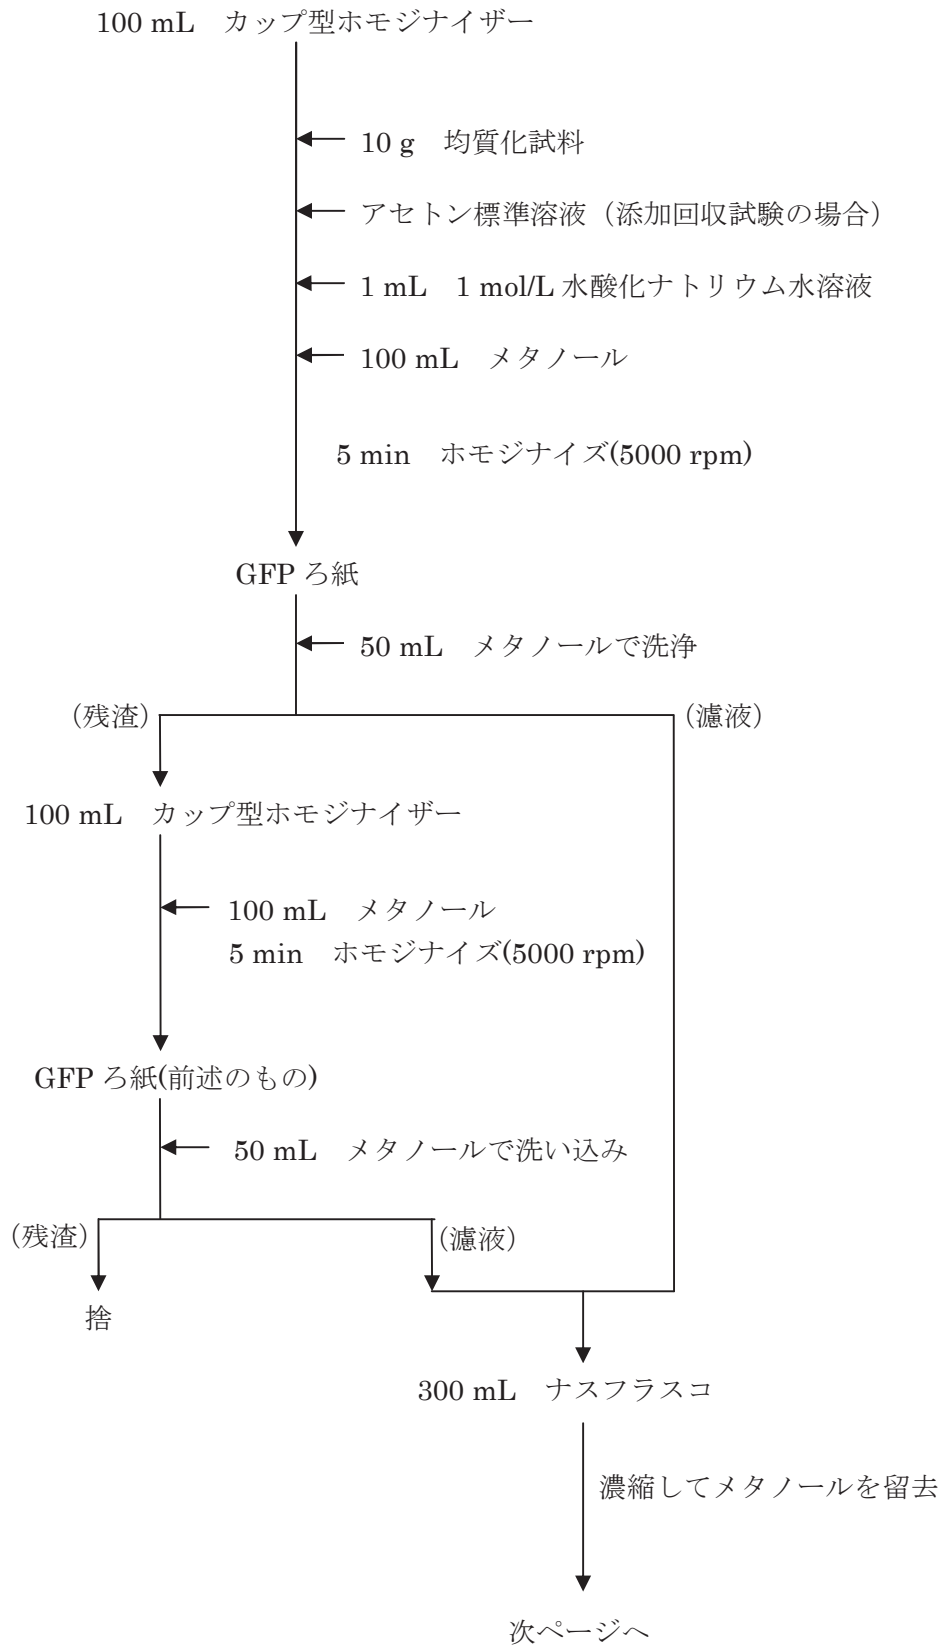 100 mL　カップ型ホモジナイザー
10 g　均質化試料
アセトン標準溶液（添加回収試験の場合）
1 mL　1 mol/L 水酸化ナトリウム水溶液
100 mL　メタノール
5 min　ホモジナイズ(5000 rpm)
GFP ろ紙
50 mL　メタノールで洗浄
（残渣）
（濾液）
100 mL　カップ型ホモジナイザー
100 mL　メタノール
5 min　ホモジナイズ(5000 rpm)
GFP ろ紙(前述のもの)
50 mL　メタノールで洗い込み
（残渣）
（濾液）
捨
300 mL　ナスフラスコ
濃縮してメタノールを留去
次ページへ